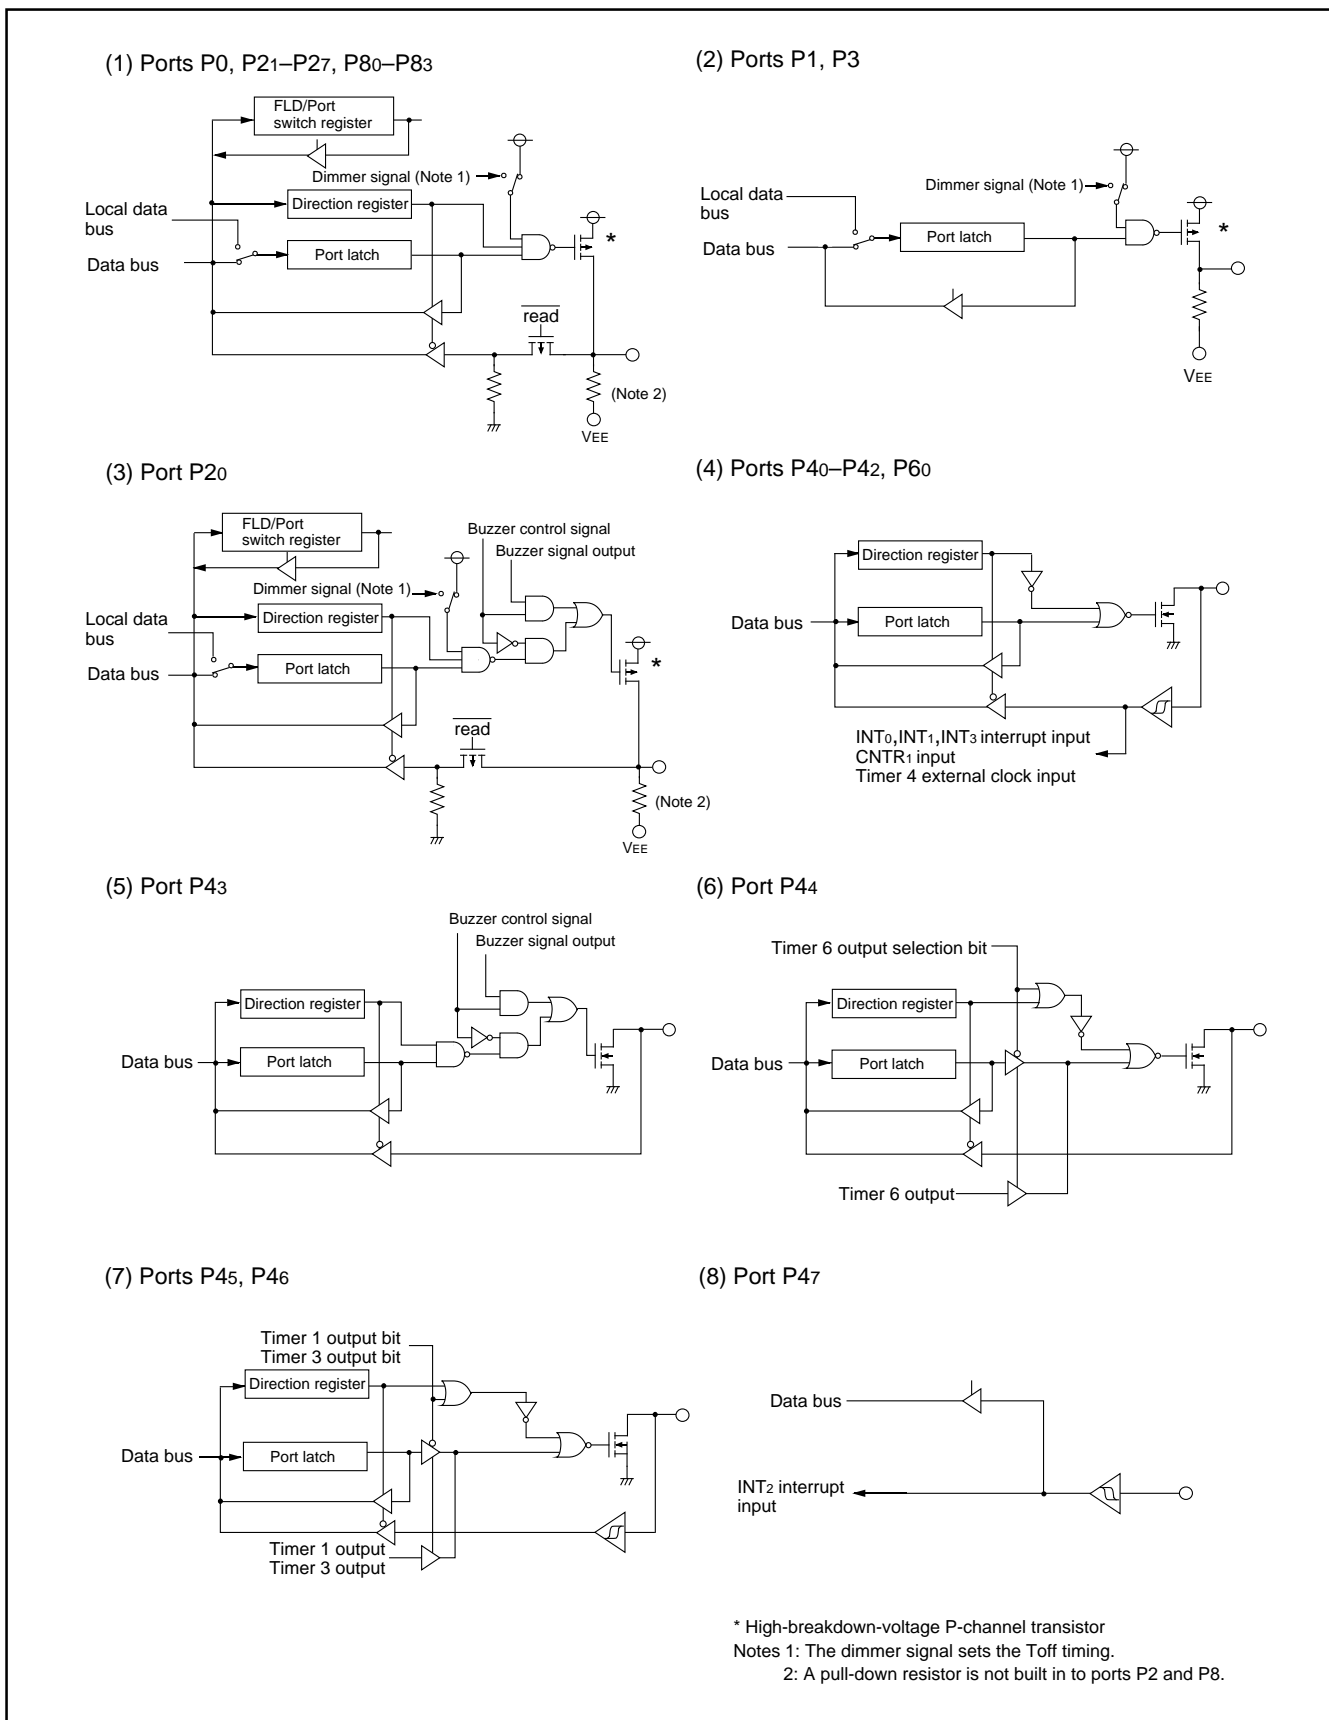 (1) Ports P0, P21–P27, P80–P83
FLD/Port
switch register
Dimmer signal (Note 1)
Direction register
Local data
bus
Port latch
Data bus
*
read
(Note 2)
VEE
(2) Ports P1, P3
Dimmer signal (Note 1)
Local data
bus
Port latch
Data bus
*
VEE
(3) Port P20
FLD/Port
switch register
Buzzer control signal
Buzzer signal output
Dimmer signal (Note 1)
Direction register
Local data
bus
Port latch
Data bus
*
read
(Note 2)
VEE
(4) Ports P40–P42, P60
Direction register
Data bus
Port latch
INT0,INT1,INT3 interrupt input
CNTR1 input
Timer 4 external clock input
(5) Port P43
Buzzer control signal
Buzzer signal output
Direction register
Data bus
Port latch
(6) Port P44
Timer 6 output selection bit
Direction register
Data bus
Port latch
Timer 6 output
(7) Ports P45, P46
Timer 1 output bit
Timer 3 output bit
Direction register
Data bus
Port latch
Timer 1 output
Timer 3 output
(8) Port P47
Data bus
INT2 interrupt
input
* High-breakdown-voltage P-channel transistor
Notes 1: The dimmer signal sets the Toff timing.
2: A pull-down resistor is not built in to ports P2 and P8.